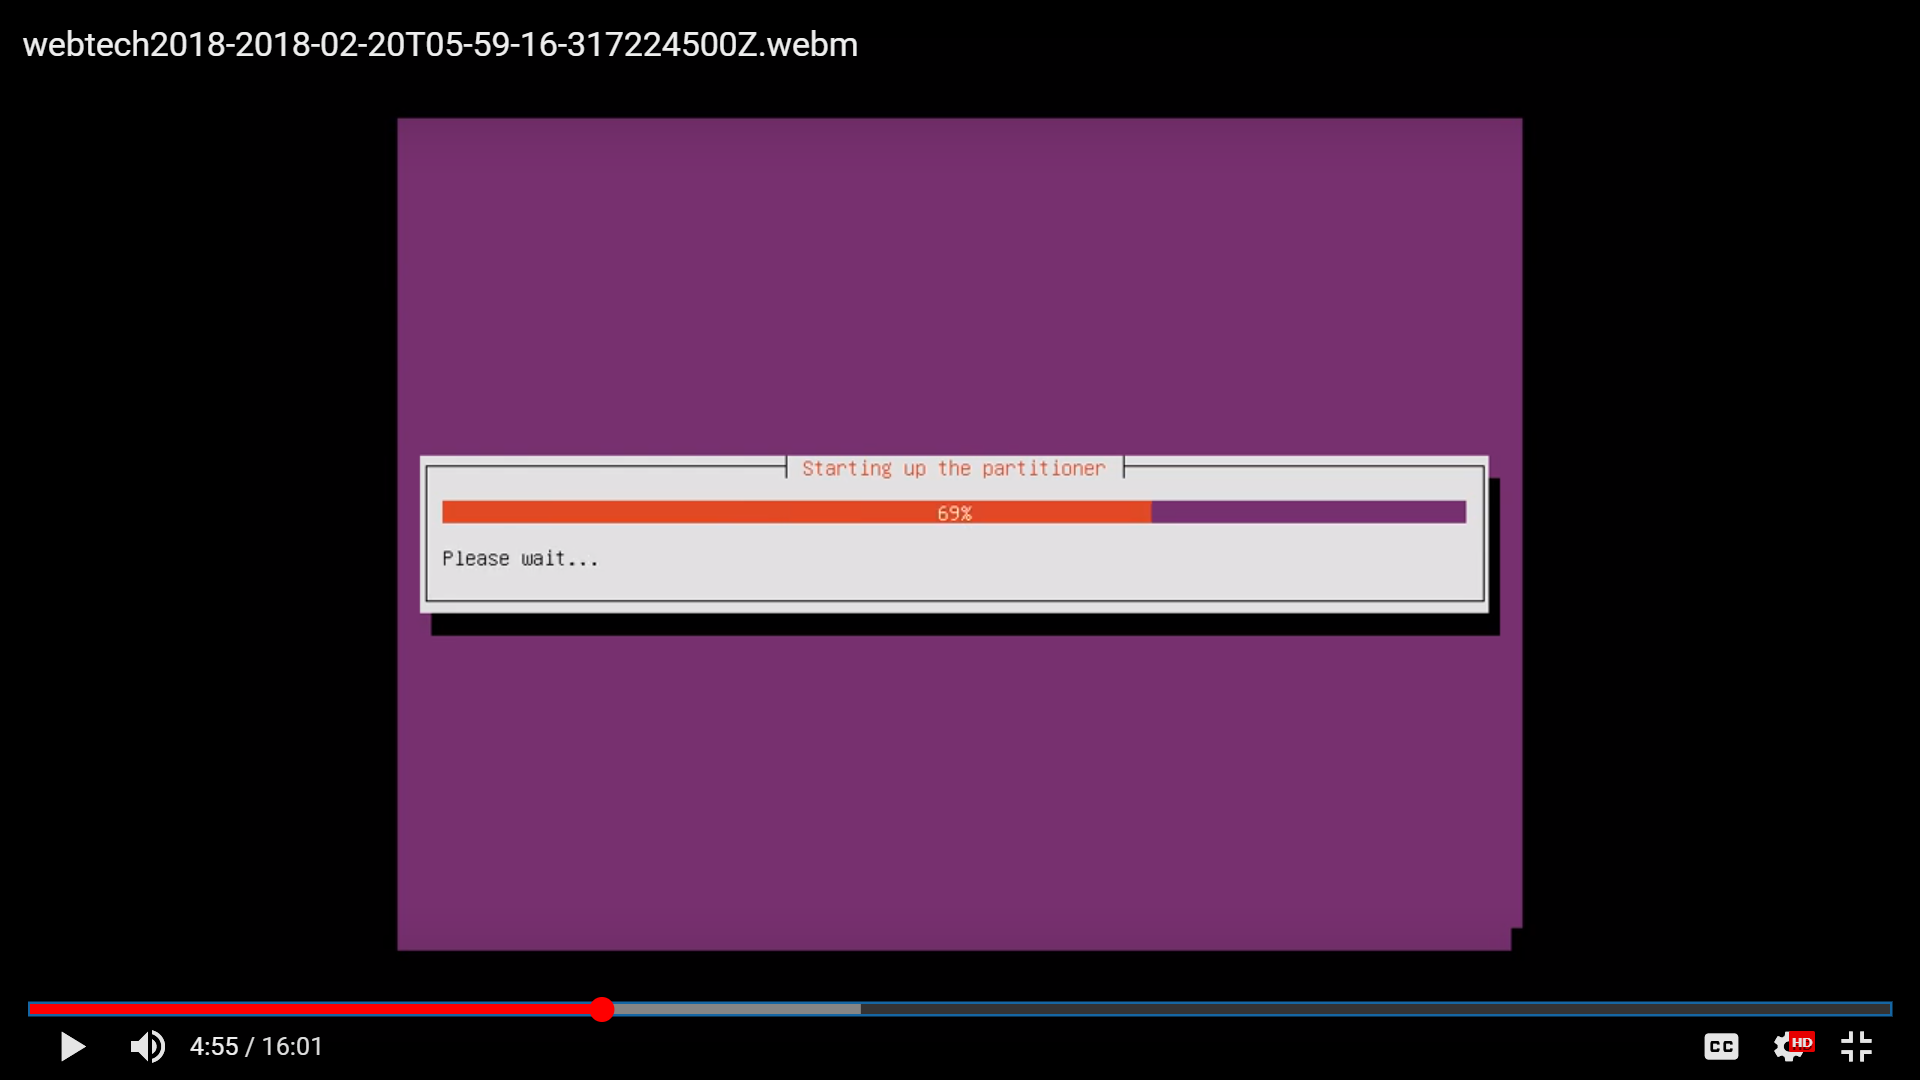 webtech2018-2018-02-20T05-59-16-317224500Z.webm
Starting up the partitioner
69%
Please wait...
4:55 / 16:01
CC
HD